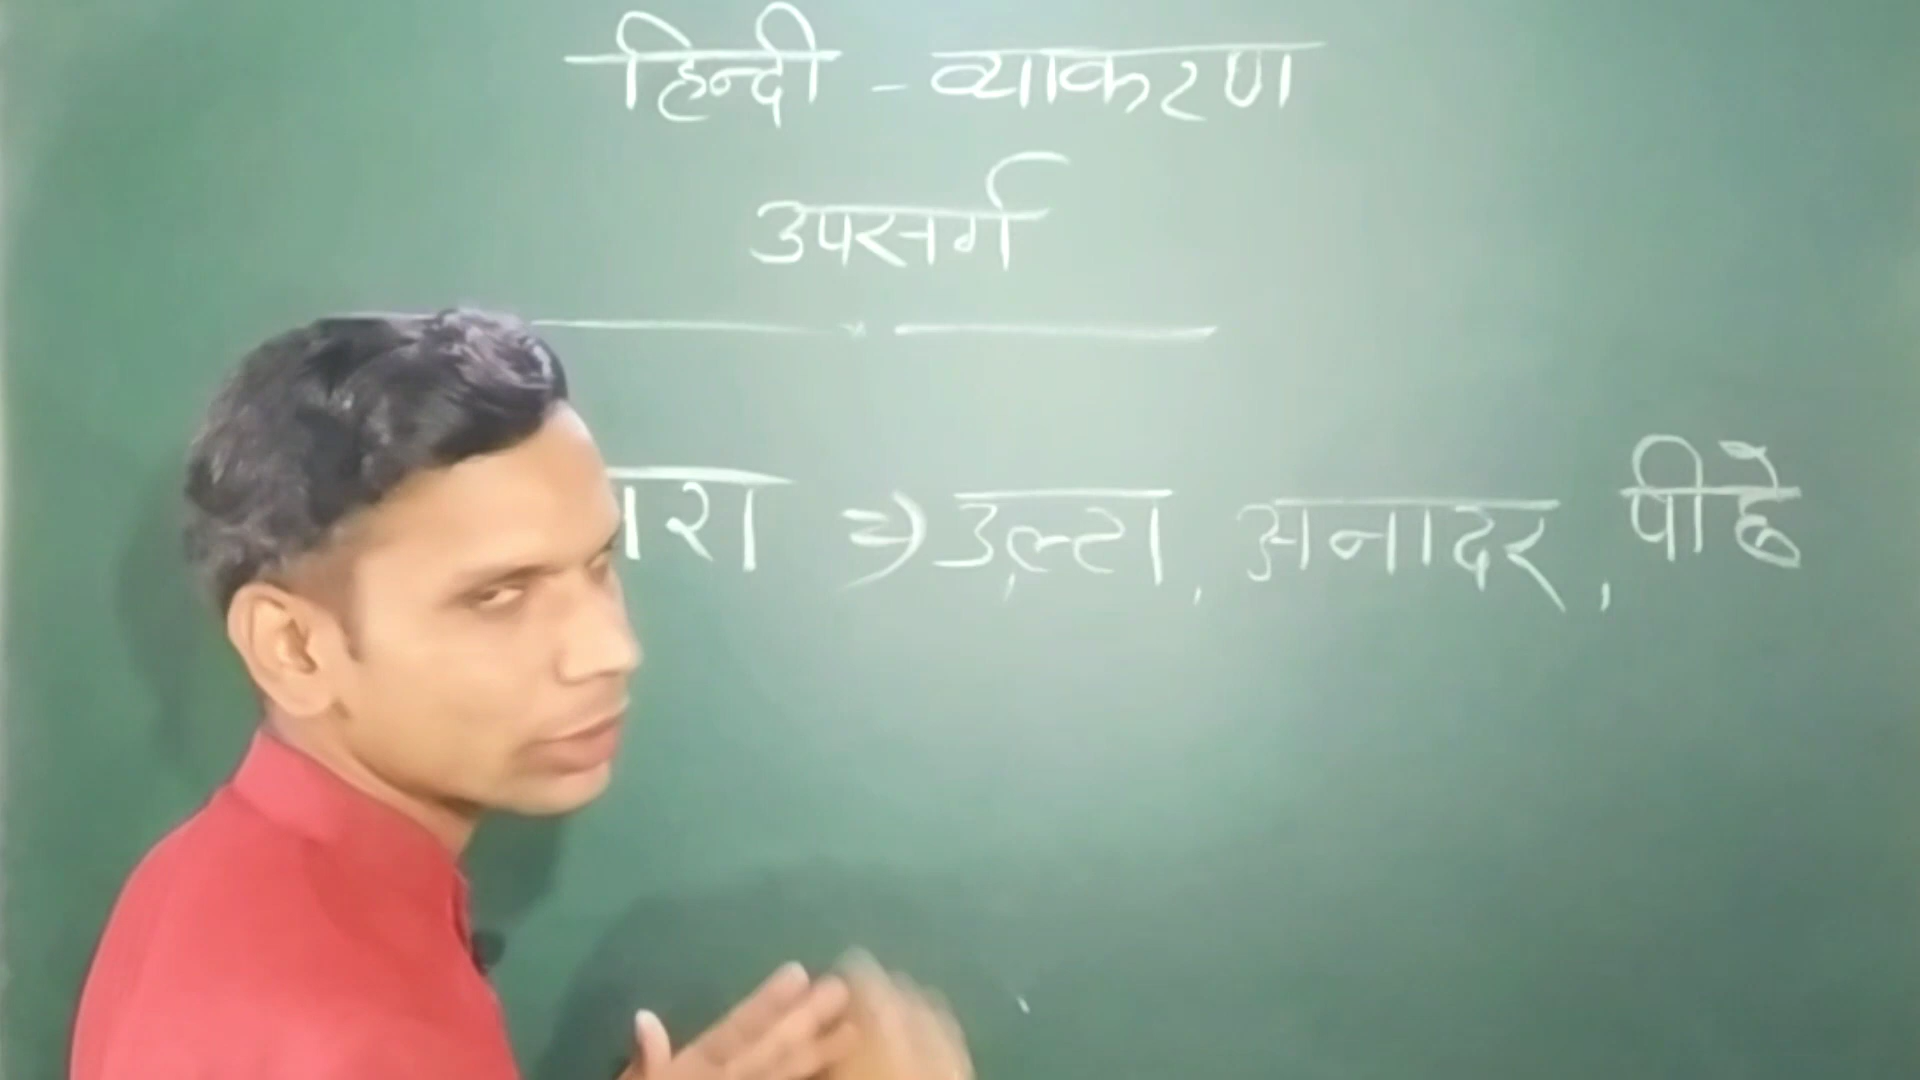 हिन्दी - व्याकरण
उपसर्ग
⇒ उल्टा, अनादर, पीछे